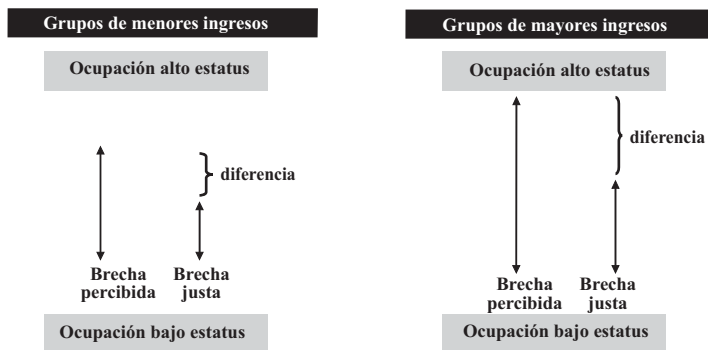 Grupos de menores ingresos
Ocupación alto estatus
diferencia
Brecha
percibida
Brecha
justa
Ocupación bajo estatus
Grupos de mayores ingresos
Ocupación alto estatus
diferencia
Brecha
percibida
Brecha
justa
Ocupación bajo estatus